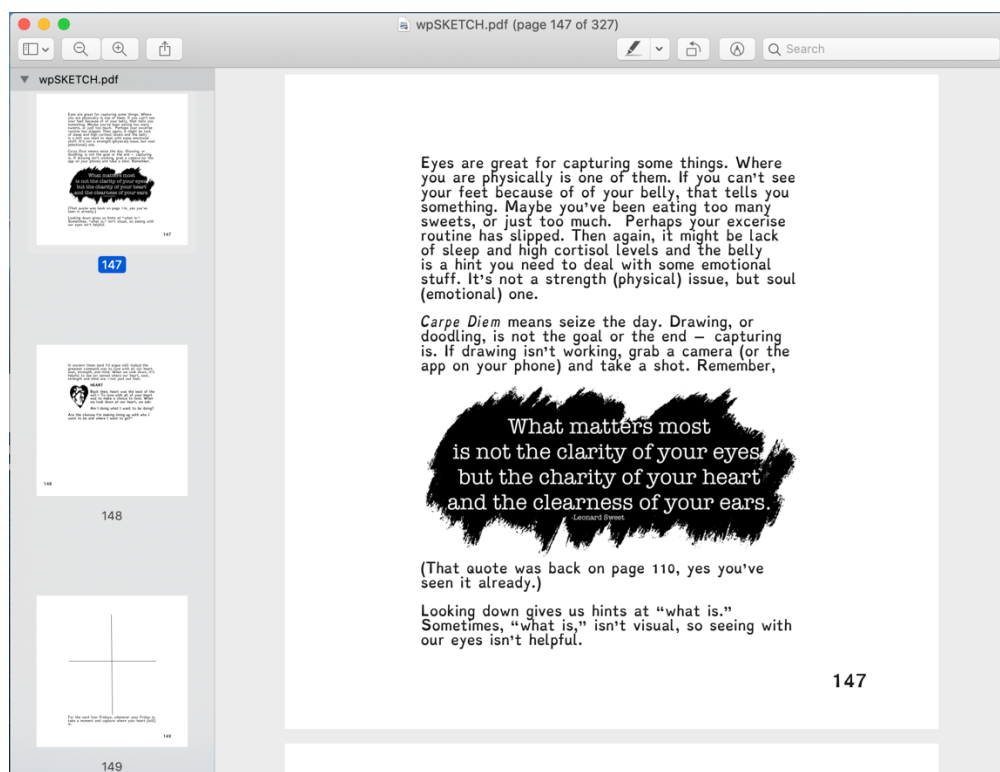 wpSKETCH.pdf (page 147 of 327)
Search
wpSKETCH.pdf
147
148
149
Eyes are great for capturing some things. Where
you are physically is one of them. If you can't see
your feet because of of your belly, that tells you
something. Maybe you've been eating too many
sweets, or just too much.  Perhaps your excerise
routine has slipped. Then again, it might be lack
of sleep and high cortisol levels and the belly
is a hint you need to deal with some emotional
stuff. It's not a strength (physical) issue, but soul
(emotional) one.
Carpe Diem means seize the day. Drawing, or
doodling, is not the goal or the end – capturing
is. If drawing isn't working, grab a camera (or the
app on your phone) and take a shot. Remember,
What matters most
is not the clarity of your eyes
but the charity of your heart
and the clearness of your ears.
-Leonard Sweet
(That quote was back on page 110, yes you've
seen it already.)
Looking down gives us hints at “what is.”
Sometimes, “what is,” isn't visual, so seeing with
our eyes isn't helpful.
147